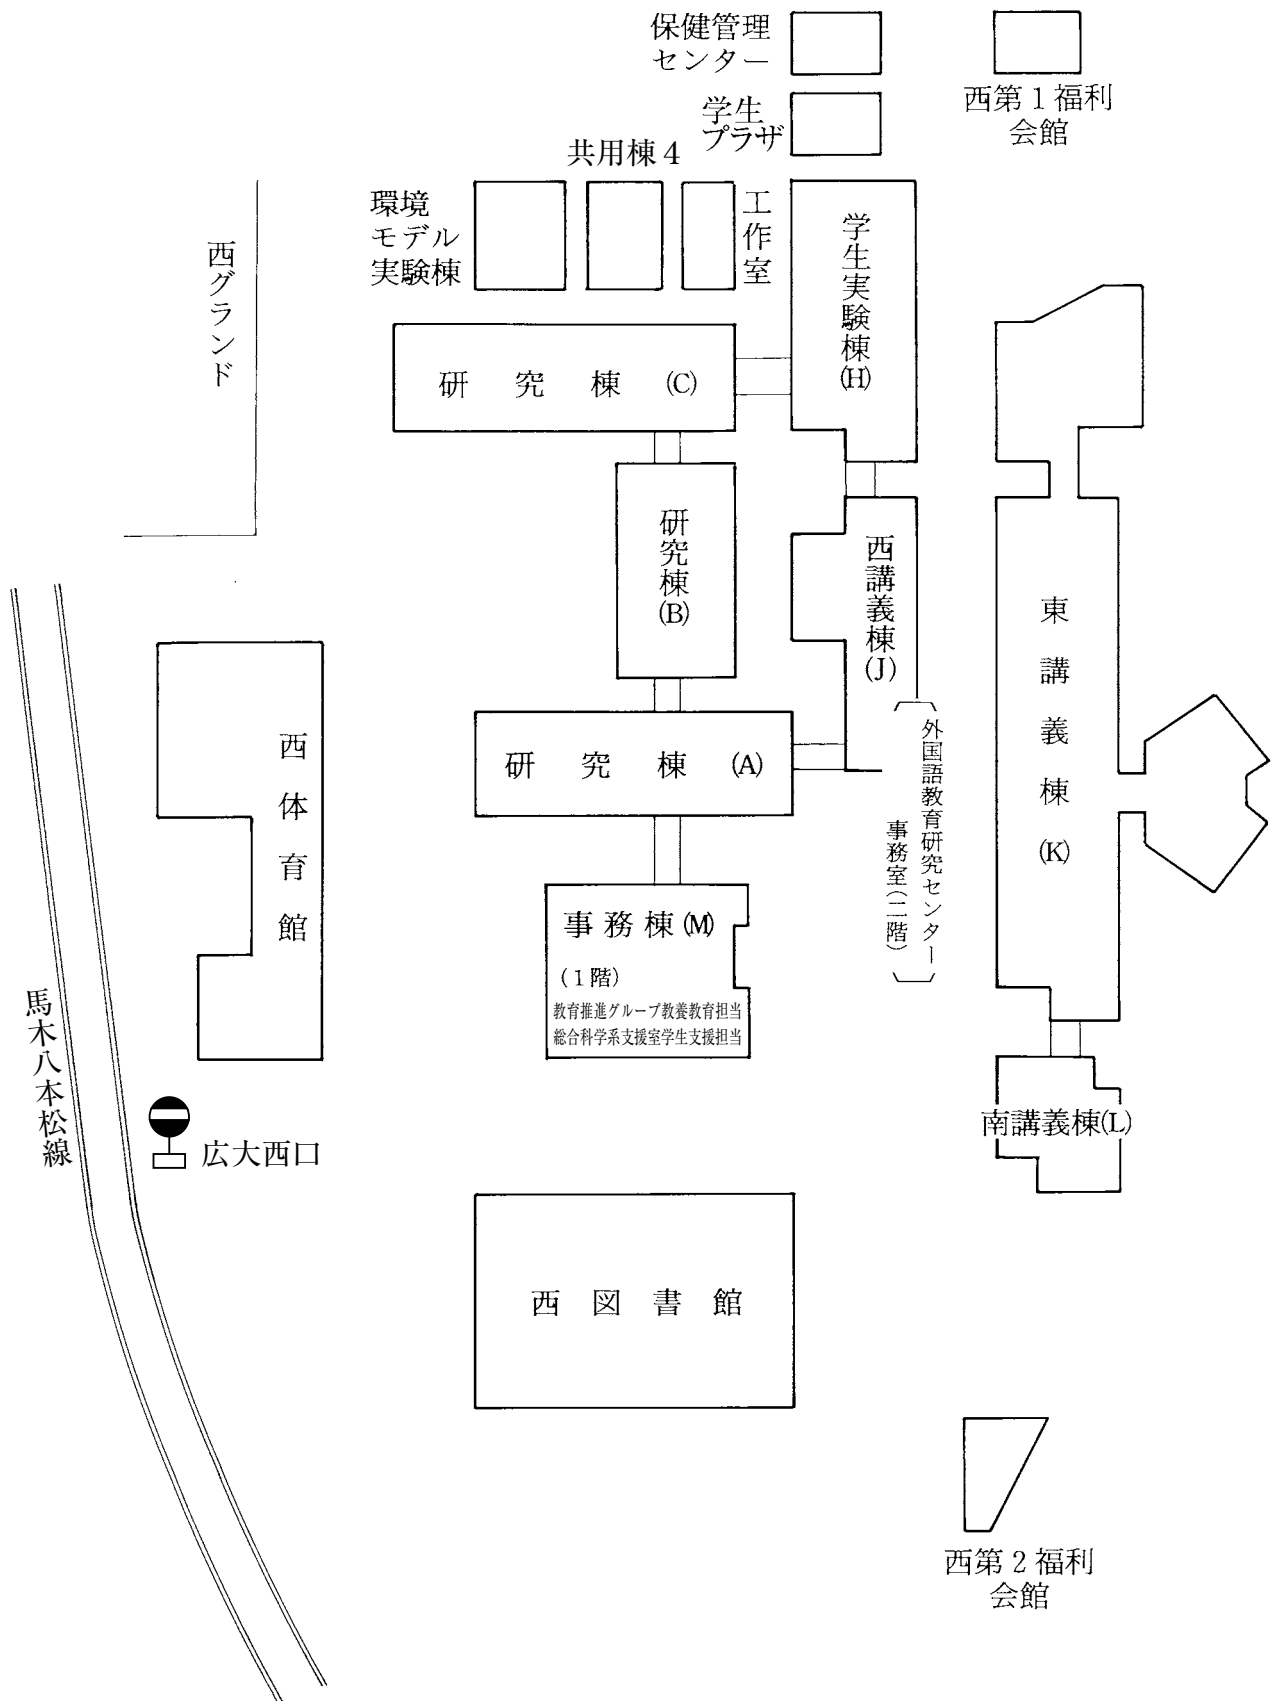 保健管理
センター
西第1福利
会館
学生
プラザ
共用棟4
環境
モデル
実験棟
工作室
西グランド
学生実験棟(H)
研究棟(C)
研究棟(B)
西講義棟(J)
東講義棟(K)
研究棟(A)
外国語教育研究センター
事務室(二階)
西体育館
事務棟(M)
(1階)
教育推進グループ教養教育担当
総合科学系支援室学生支援担当
馬木八本松線
広大西口
南講義棟(L)
西図書館
西第2福利
会館